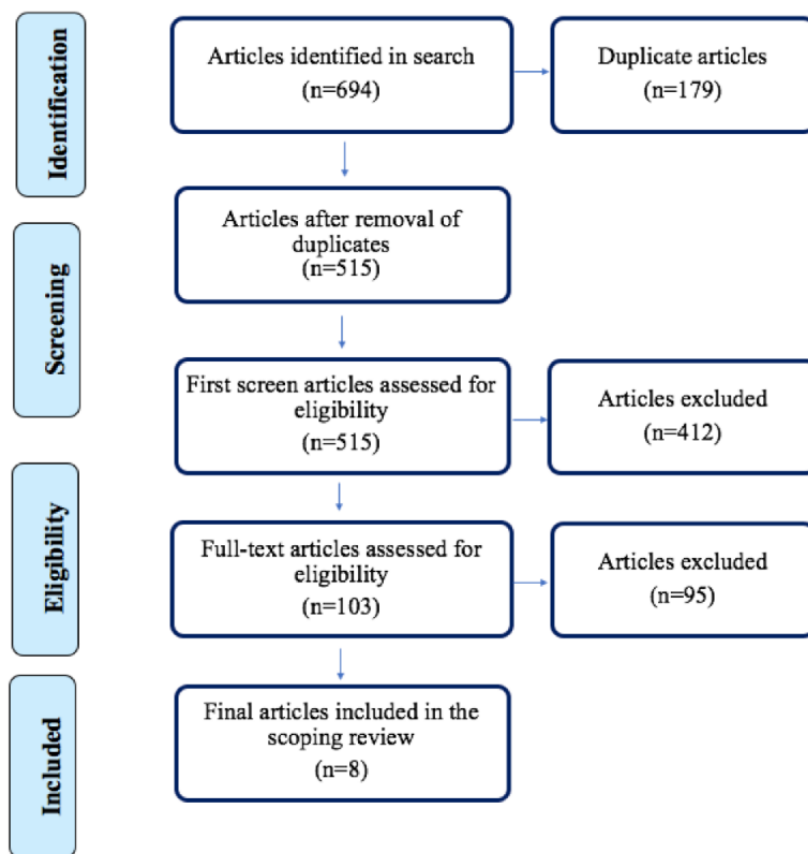 Identification
Articles identified in search
(n=694)
Duplicate articles
(n=179)
Screening
Articles after removal of
duplicates
(n=515)
First screen articles assessed for
eligibility
(n=515)
Articles excluded
(n=412)
Eligibility
Full-text articles assessed for
eligibility
(n=103)
Articles excluded
(n=95)
Included
Final articles included in the
scoping review
(n=8)